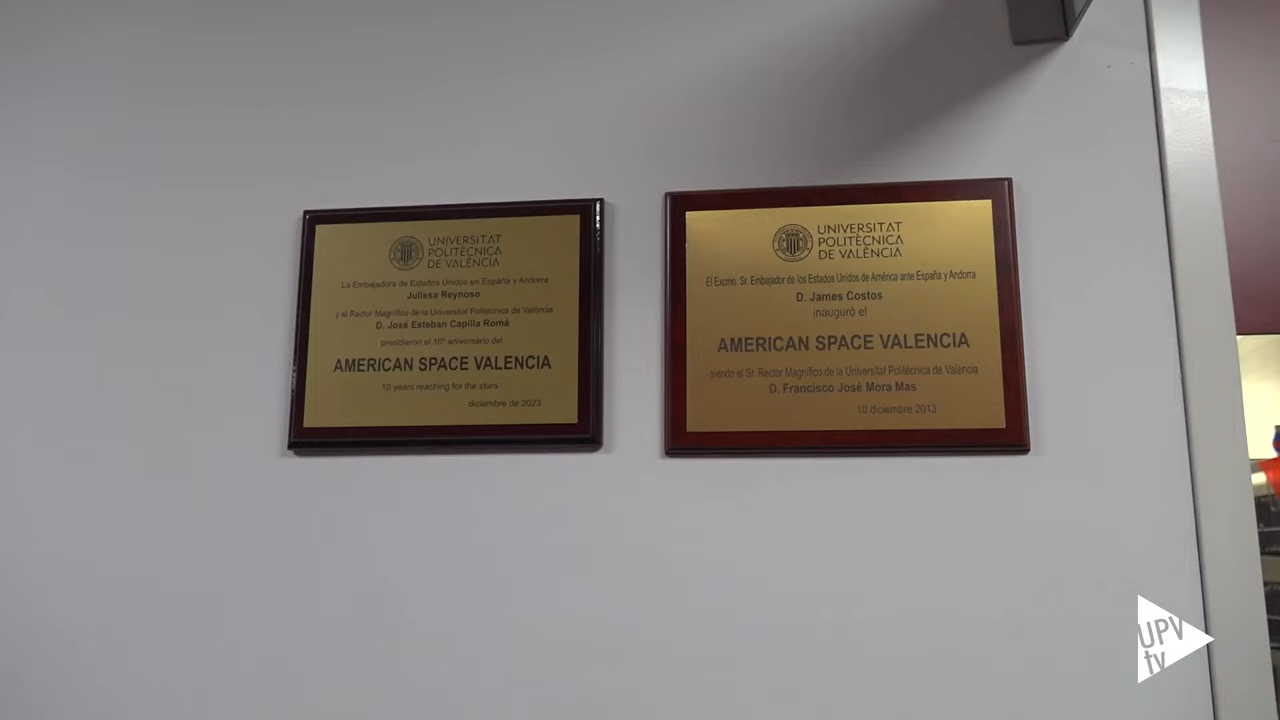 UNIVERSITAT
POLITÈCNICA
DE VALÈNCIA
La Embajadora de Estados Unidos en España y Andorra
Julissa Reynoso
y el Rector Magnífico de la Universitat Politècnica de València
D. José Esteban Capilla Romá
presidieron el 10º aniversario del
AMERICAN SPACE VALENCIA
10 years reaching for the stars
diciembre de 2023
UNIVERSITAT
POLITÈCNICA
DE VALÈNCIA
El Excmo. Sr. Embajador de los Estados Unidos de América ante España y Andorra
D. James Costos
inauguró el
AMERICAN SPACE VALENCIA
siendo el Sr. Rector Magnífico de la Universitat Politècnica de València
D. Francisco José Mora Mas
10 diciembre 2013
UPV
tv